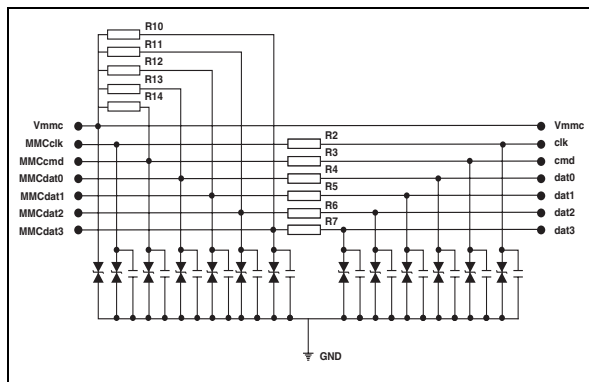 R10
R11
R12
R13
R14
Vmmc Vmmc
MMCclk R2 clk
MMCcmd R3 cmd
MMCdat0 R4 dat0
MMCdat1 R5 dat1
MMCdat2 R6 dat2
MMCdat3 R7 dat3
GND